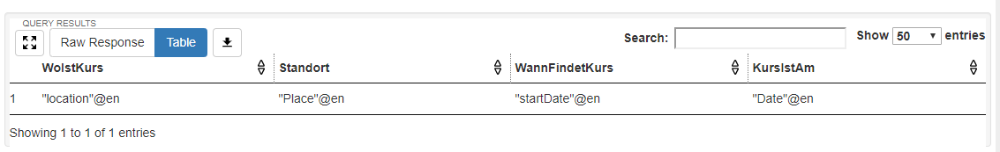 QUERY RESULTS
Raw Response Table Search: Show 50 entries
WoIstKurs Standort WannFindetKurs KursIstAm
1 "location"@en "Place"@en "startDate"@en "Date"@en
Showing 1 to 1 of 1 entries